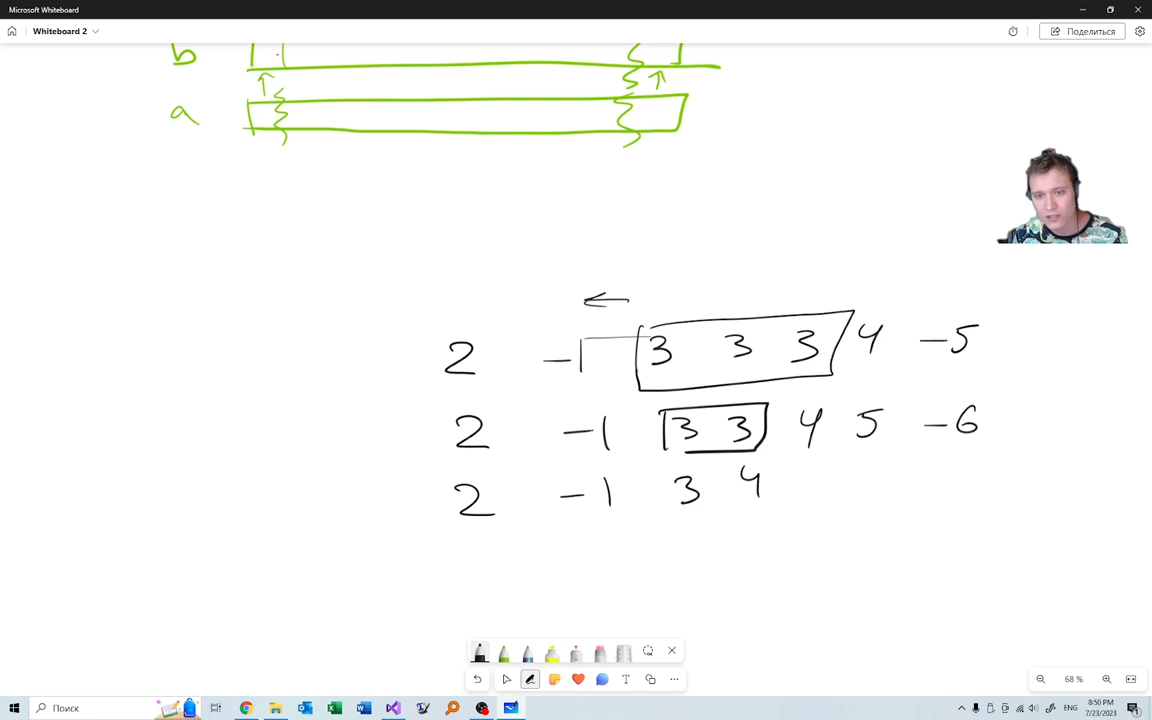 Microsoft Whiteboard
Whiteboard 2
Поделиться
b
a
2 -1 3 3 3 4 -5
2 -1 3 3 4 5 -6
2 -1 3 4
68 %
Поиск
ENG
8:50 PM
7/23/2023